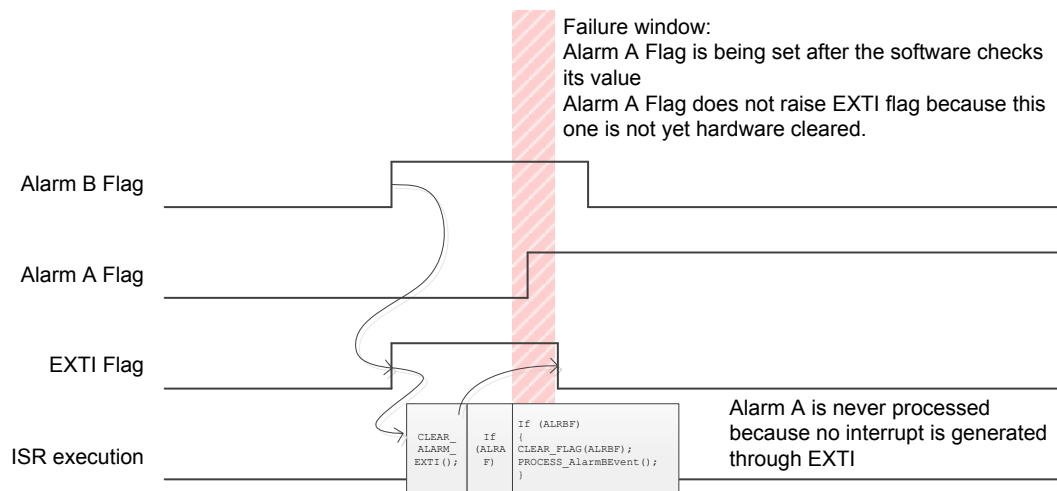 Failure window:
Alarm A Flag is being set after the software checks
its value
Alarm A Flag does not raise EXTI flag because this
one is not yet hardware cleared.
Alarm B Flag
Alarm A Flag
EXTI Flag
ISR execution
CLEAR_
ALARM_
EXTI();
If
(ALRA
F)
If (ALRBF)
{
CLEAR_FLAG(ALRBF);
PROCESS_AlarmBEvent();
}
Alarm A is never processed
because no interrupt is generated
through EXTI